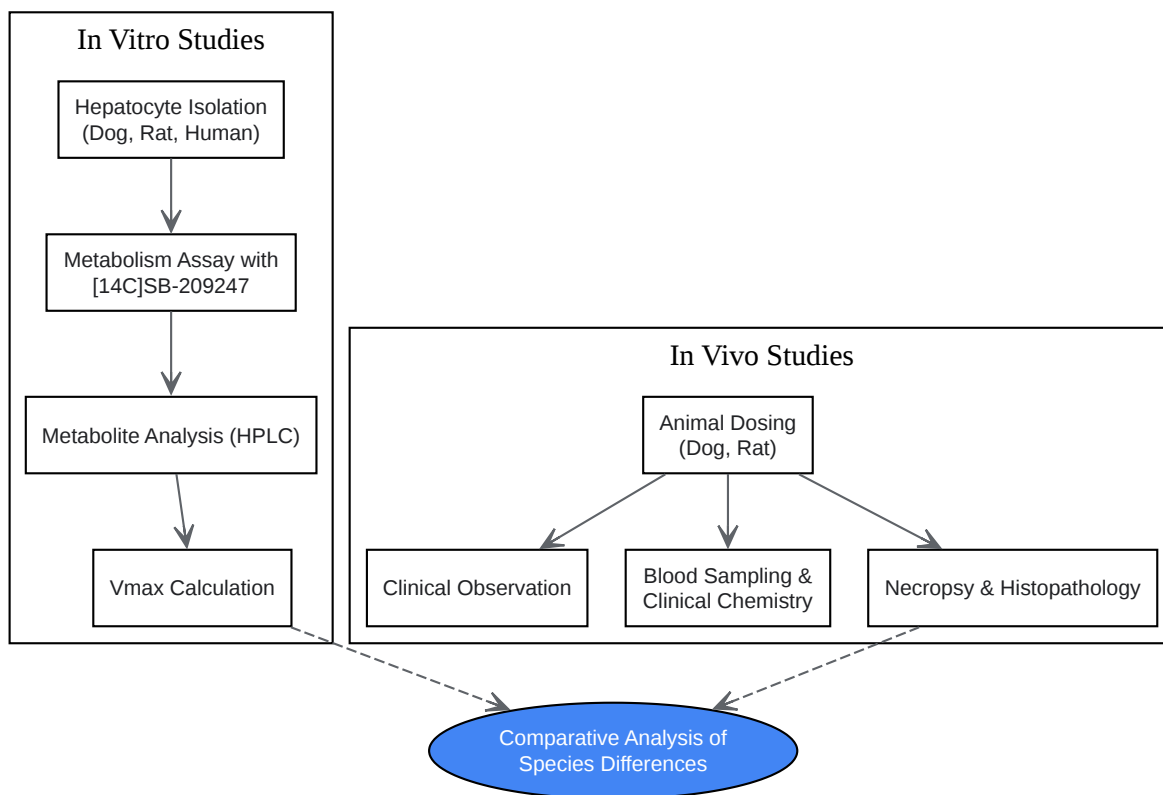 In Vitro Studies
Hepatocyte Isolation
(Dog, Rat, Human)
Metabolism Assay with
[14C]SB-209247
Metabolite Analysis (HPLC)
Vmax Calculation
In Vivo Studies
Animal Dosing
(Dog, Rat)
Clinical Observation
Blood Sampling &
Clinical Chemistry
Necropsy & Histopathology
Comparative Analysis of
Species Differences